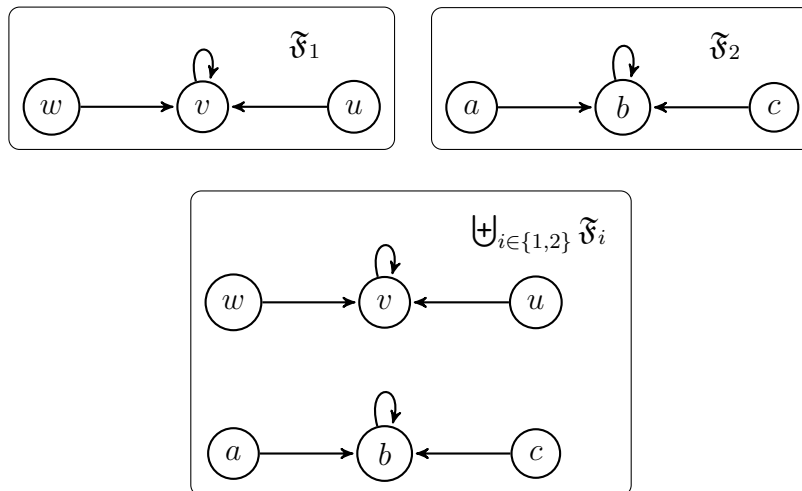 𝔉₁
w v u
𝔉₂
a b c
⨄_{i∈{1,2}} 𝔉ᵢ
w v u
a b c